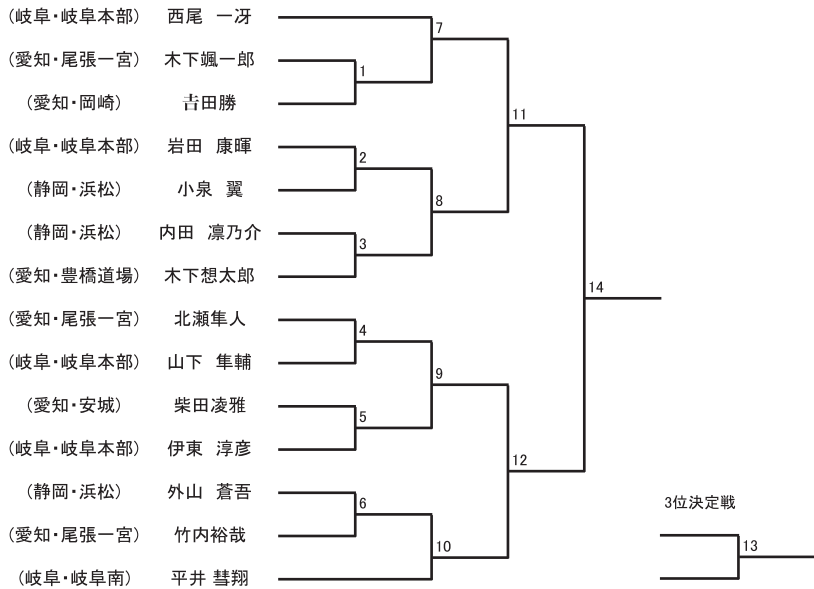 (岐阜・岐阜本部) 西尾 一冴
7
(愛知・尾張一宮) 木下颯一郎
1
(愛知・岡崎) 𠮷田勝
(岐阜・岐阜本部) 岩田 康暉
2
(静岡・浜松) 小泉 翼
8
(静岡・浜松) 内田 凛乃介
3
(愛知・豊橋道場) 木下想太郎
11
14
(愛知・尾張一宮) 北瀬隼人
4
(岐阜・岐阜本部) 山下 隼輔
9
(愛知・安城) 柴田凌雅
5
(岐阜・岐阜本部) 伊東 淳彦
12
(静岡・浜松) 外山 蒼吾
6
(愛知・尾張一宮) 竹内裕哉
10
(岐阜・岐阜南) 平井 彗翔
3位決定戦
13